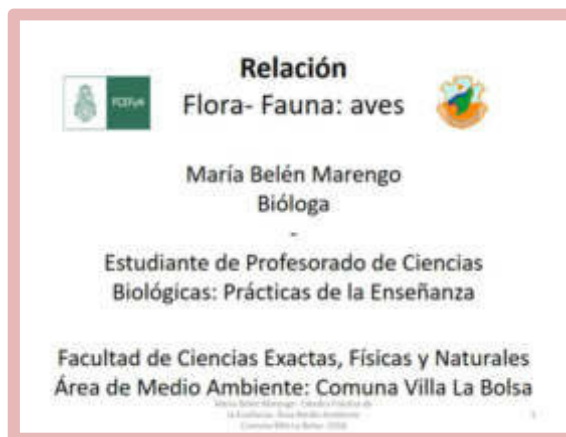 Relación
Flora- Fauna: aves
María Belén Marengo
Bióloga
-
Estudiante de Profesorado de Ciencias
Biológicas: Prácticas de la Enseñanza
Facultad de Ciencias Exactas, Físicas y Naturales
Área de Medio Ambiente: Comuna Villa La Bolsa